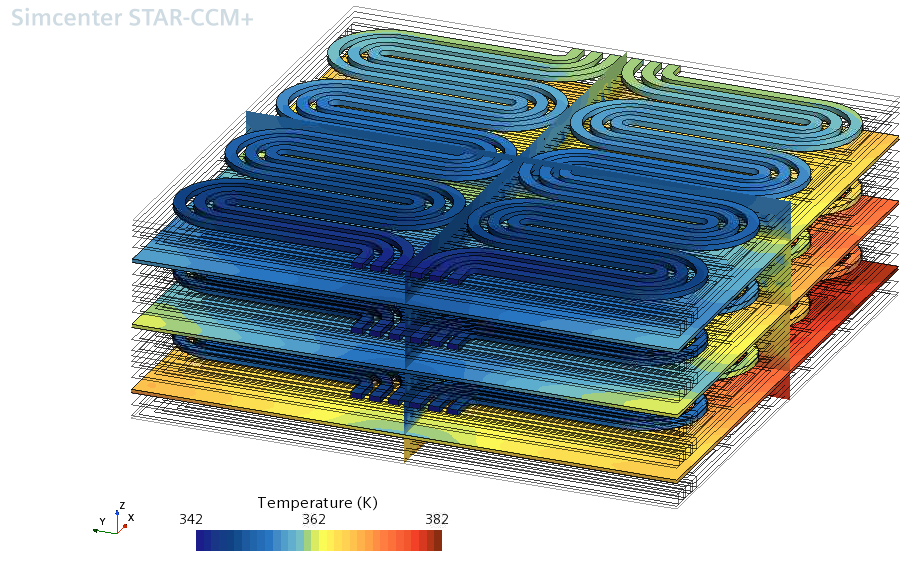 Simcenter STAR-CCM+
Z
Y X
Temperature (K)
342 362 382